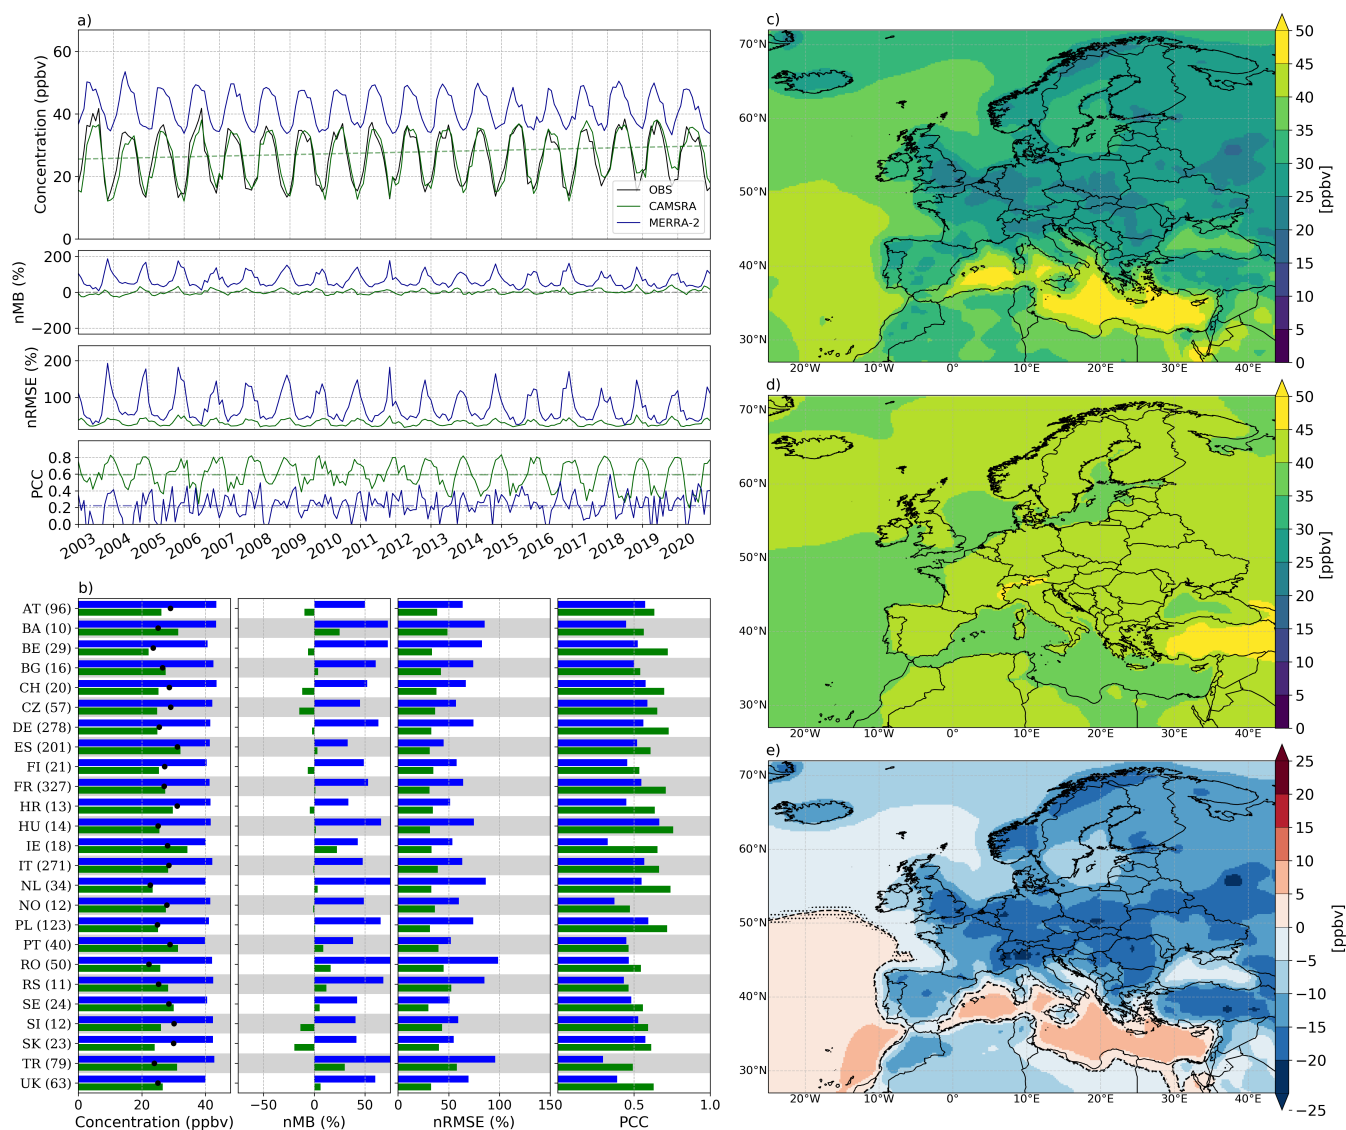 a)
60
40
20
0
Concentration (ppbv)
OBS
CAMSRA
MERRA-2
200
0
−200
nMB (%)
200
100
nRMSE (%)
0.8
0.6
0.4
0.2
0.0
PCC
2003 2004 2005 2006 2007 2008 2009 2010 2011 2012 2013 2014 2015 2016 2017 2018 2019 2020
b)
AT (96)
BA (10)
BE (29)
BG (16)
CH (20)
CZ (57)
DE (278)
ES (201)
FI (21)
FR (327)
HR (13)
HU (14)
IE (18)
IT (271)
NL (34)
NO (12)
PL (123)
PT (40)
RO (50)
RS (11)
SE (24)
SI (12)
SK (23)
TR (79)
UK (63)
0 20 40
Concentration (ppbv)
−50 0 50
nMB (%)
0 50 100 150
nRMSE (%)
0.5 1.0
PCC
c)
70°N
60°N
50°N
40°N
30°N
20°W 10°W 0°E 10°E 20°E 30°E 40°E
50
45
40
35
30
25
20
15
10
5
0
[ppbv]
d)
70°N
60°N
50°N
40°N
30°N
20°W 10°W 0°E 10°E 20°E 30°E 40°E
50
45
40
35
30
25
20
15
10
5
0
[ppbv]
e)
70°N
60°N
50°N
40°N
30°N
20°W 10°W 0°E 10°E 20°E 30°E 40°E
25
20
15
10
5
0
−5
−10
−15
−20
−25
[ppbv]